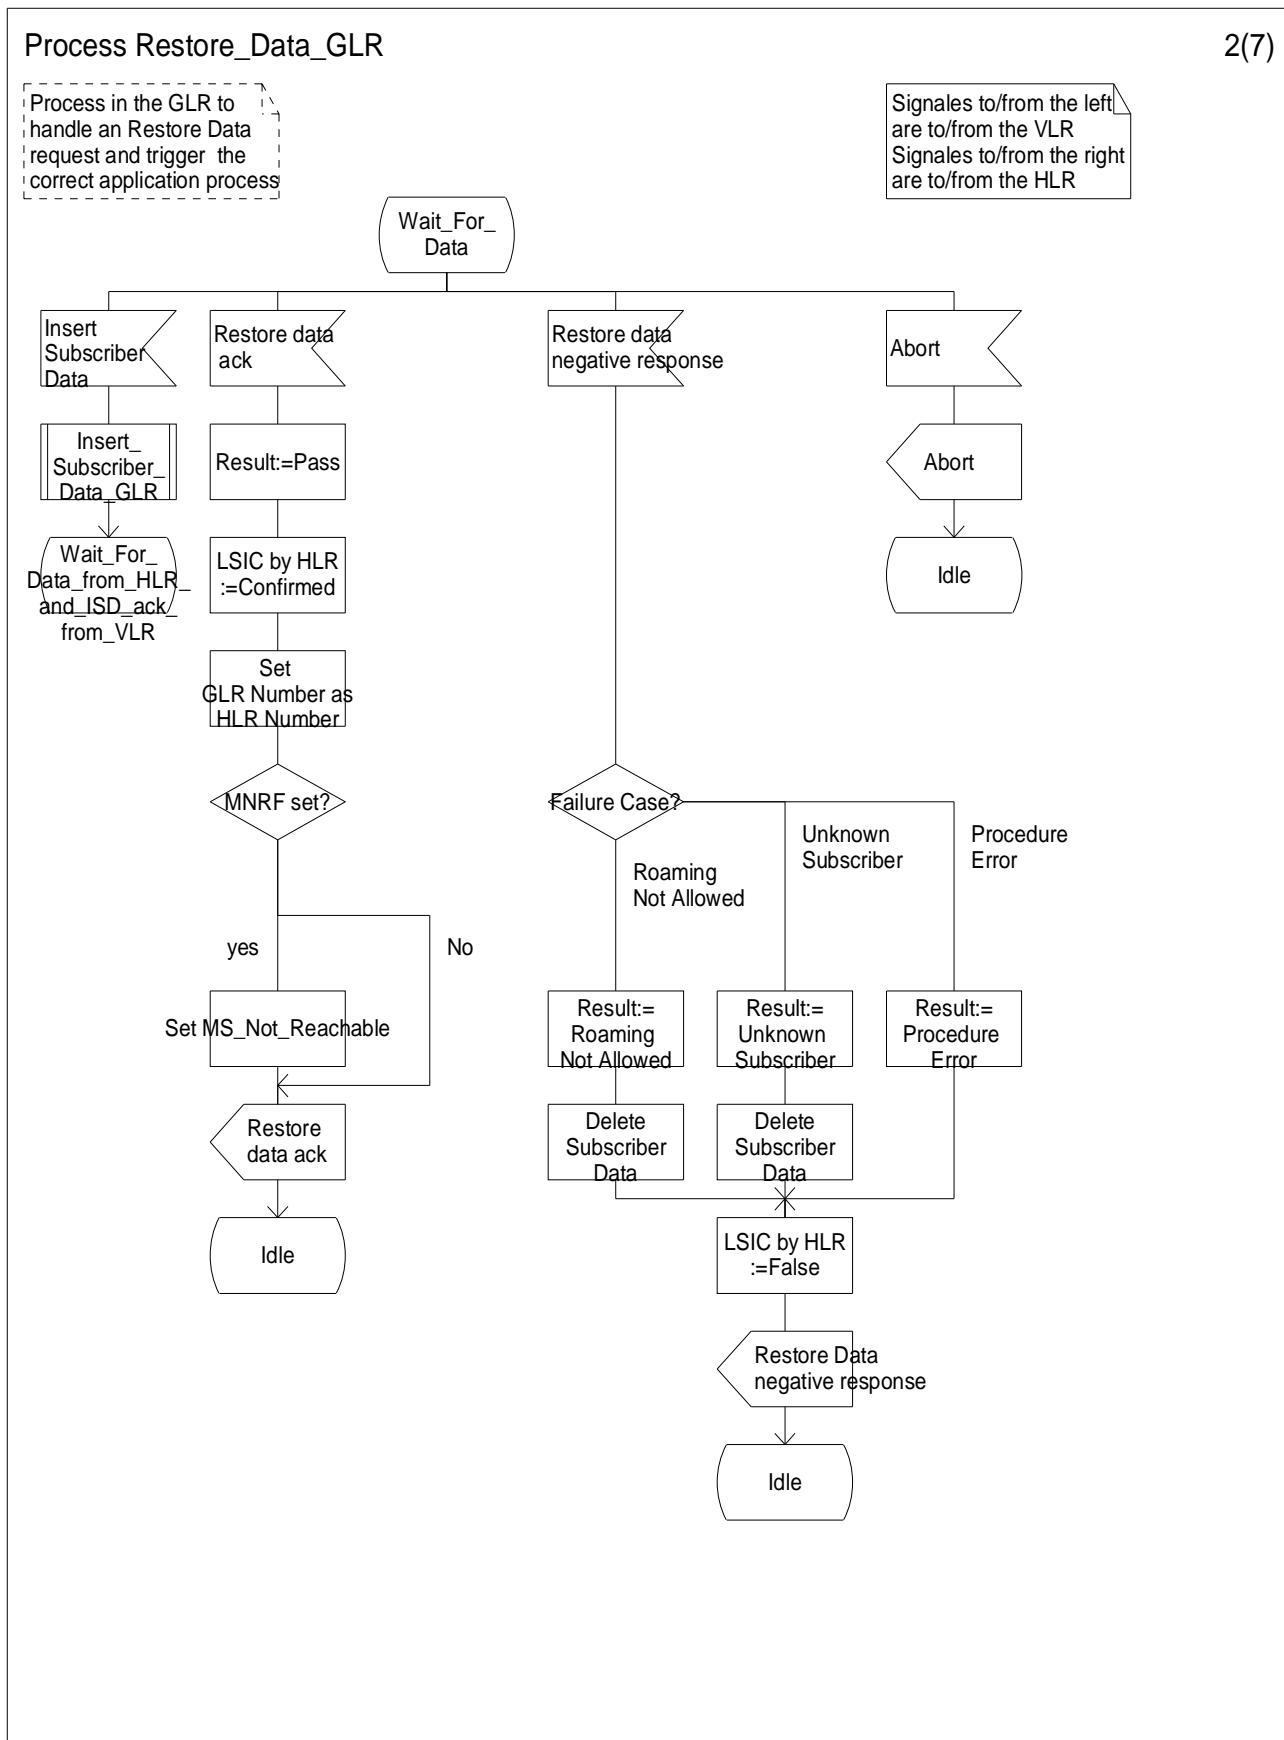 Process Restore_Data_GLR
2(7)
Process in the GLR to
handle an Restore Data
request and trigger the
correct application process
Signales to/from the left
are to/from the VLR
Signales to/from the right
are to/from the HLR
Wait_For_
Data
Insert
Subscriber
Data
Restore data
ack
Restore data
negative response
Abort
Insert_
Subscriber_
Data_GLR
Result:=Pass
Abort
Wait_For_
Data_from_HLR_
and_ISD_ack_
from_VLR
LSIC by HLR
:=Confirmed
Idle
Set
GLR Number as
HLR Number
MNRF set?
Failure Case?
Unknown
Subscriber
Procedure
Error
Roaming
Not Allowed
yes
No
Set MS_Not_Reachable
Result:=
Roaming
Not Allowed
Result:=
Unknown
Subscriber
Result:=
Procedure
Error
Restore
data ack
Delete
Subscriber
Data
Delete
Subscriber
Data
Idle
LSIC by HLR
:=False
Restore Data
negative response
Idle